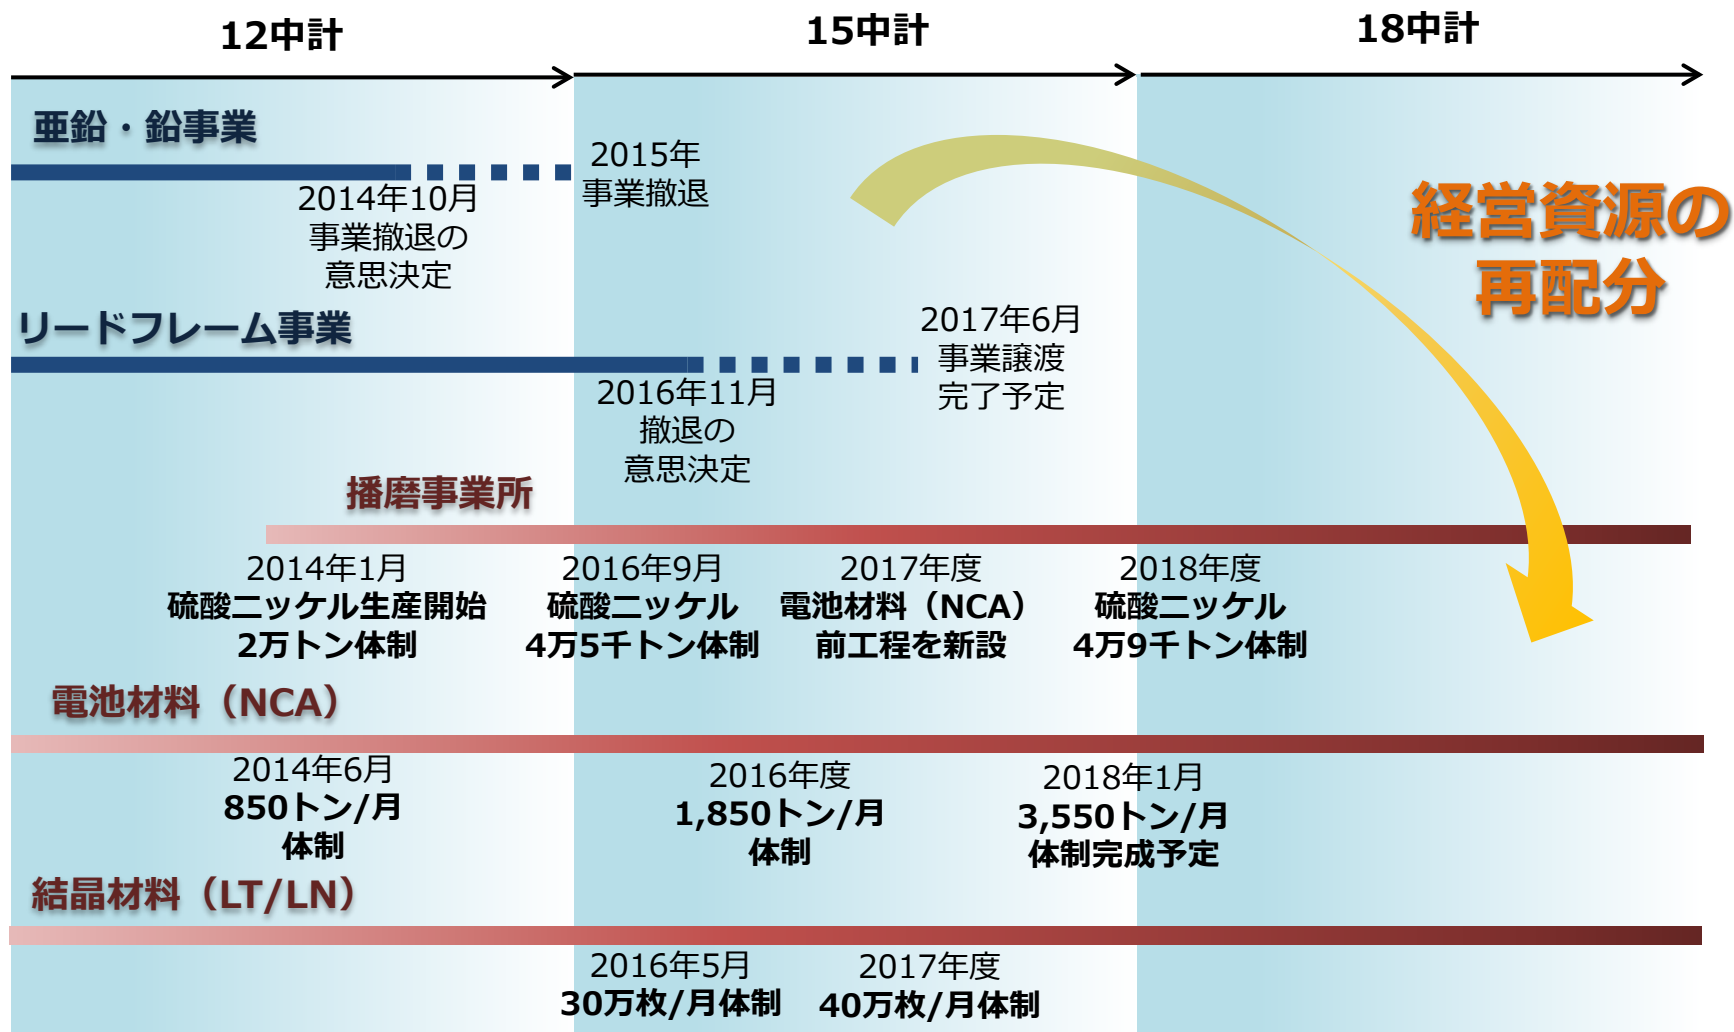 12中計
15中計
18中計
亜鉛・鉛事業
2014年10月
事業撤退の
意思決定
2015年
事業撤退
経営資源の
再配分
リードフレーム事業
2016年11月
撤退の
意思決定
2017年6月
事業譲渡
完了予定
播磨事業所
2014年1月
硫酸ニッケル生産開始
2万トン体制
2016年9月
硫酸ニッケル
4万5千トン体制
2017年度
電池材料（NCA）
前工程を新設
2018年度
硫酸ニッケル
4万9千トン体制
電池材料（NCA）
2014年6月
850トン/月
体制
2016年度
1,850トン/月
体制
2018年1月
3,550トン/月
体制完成予定
結晶材料（LT/LN）
2016年5月
30万枚/月体制
2017年度
40万枚/月体制